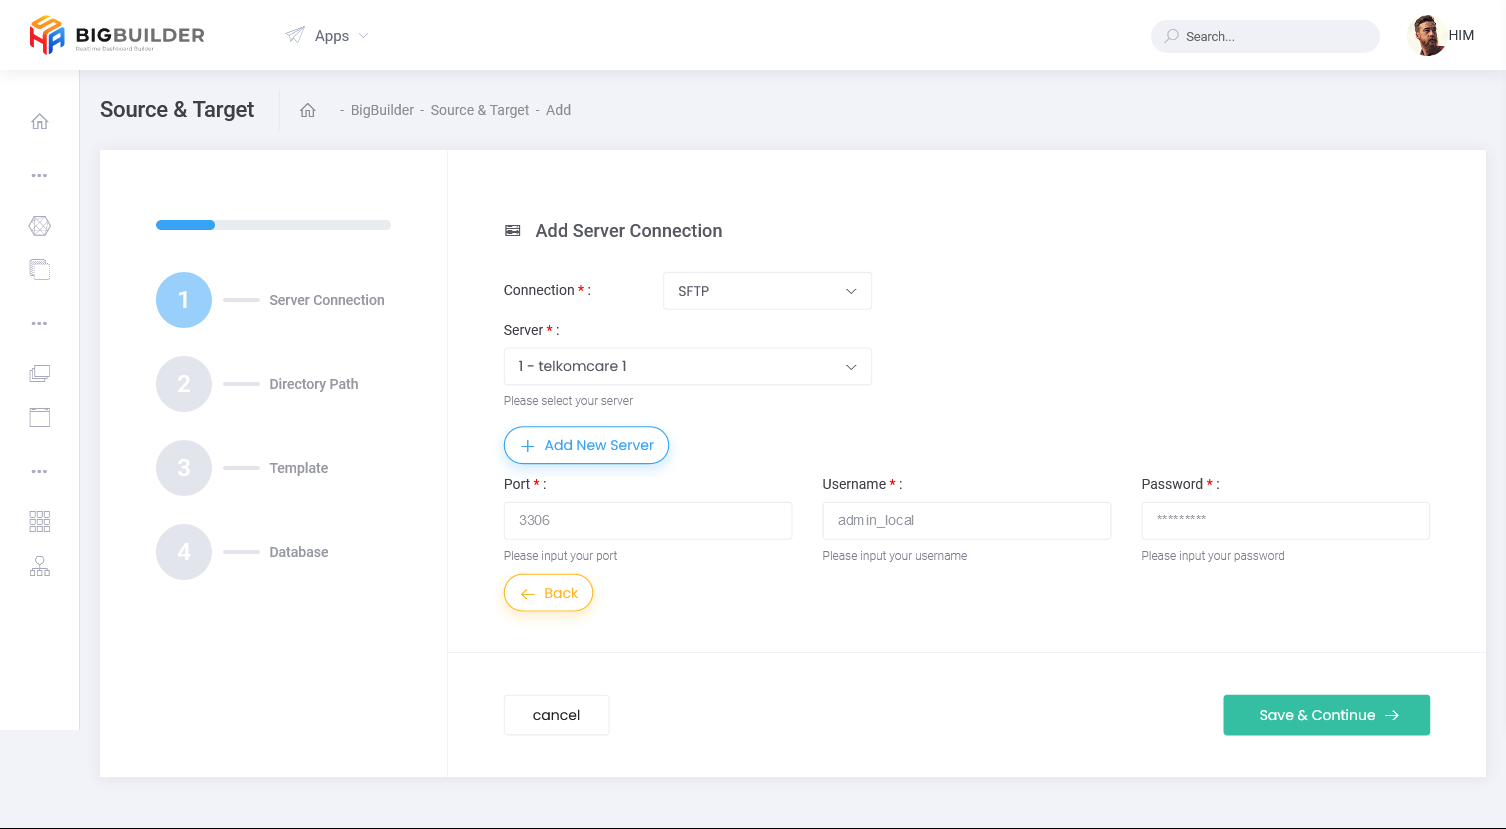 BIGBUILDER
Realtime Dashboard Builder
Apps
Search...
HIM
Source & Target
- BigBuilder - Source & Target - Add
Add Server Connection
Connection * :
SFTP
1
Server Connection
Server * :
1 - telkomcare 1
2
Directory Path
Please select your server
Add New Server
3
Template
Port * :
Username * :
Password * :
3306
admin_local
*********
4
Database
Please input your port
Please input your username
Please input your password
Back
cancel
Save & Continue